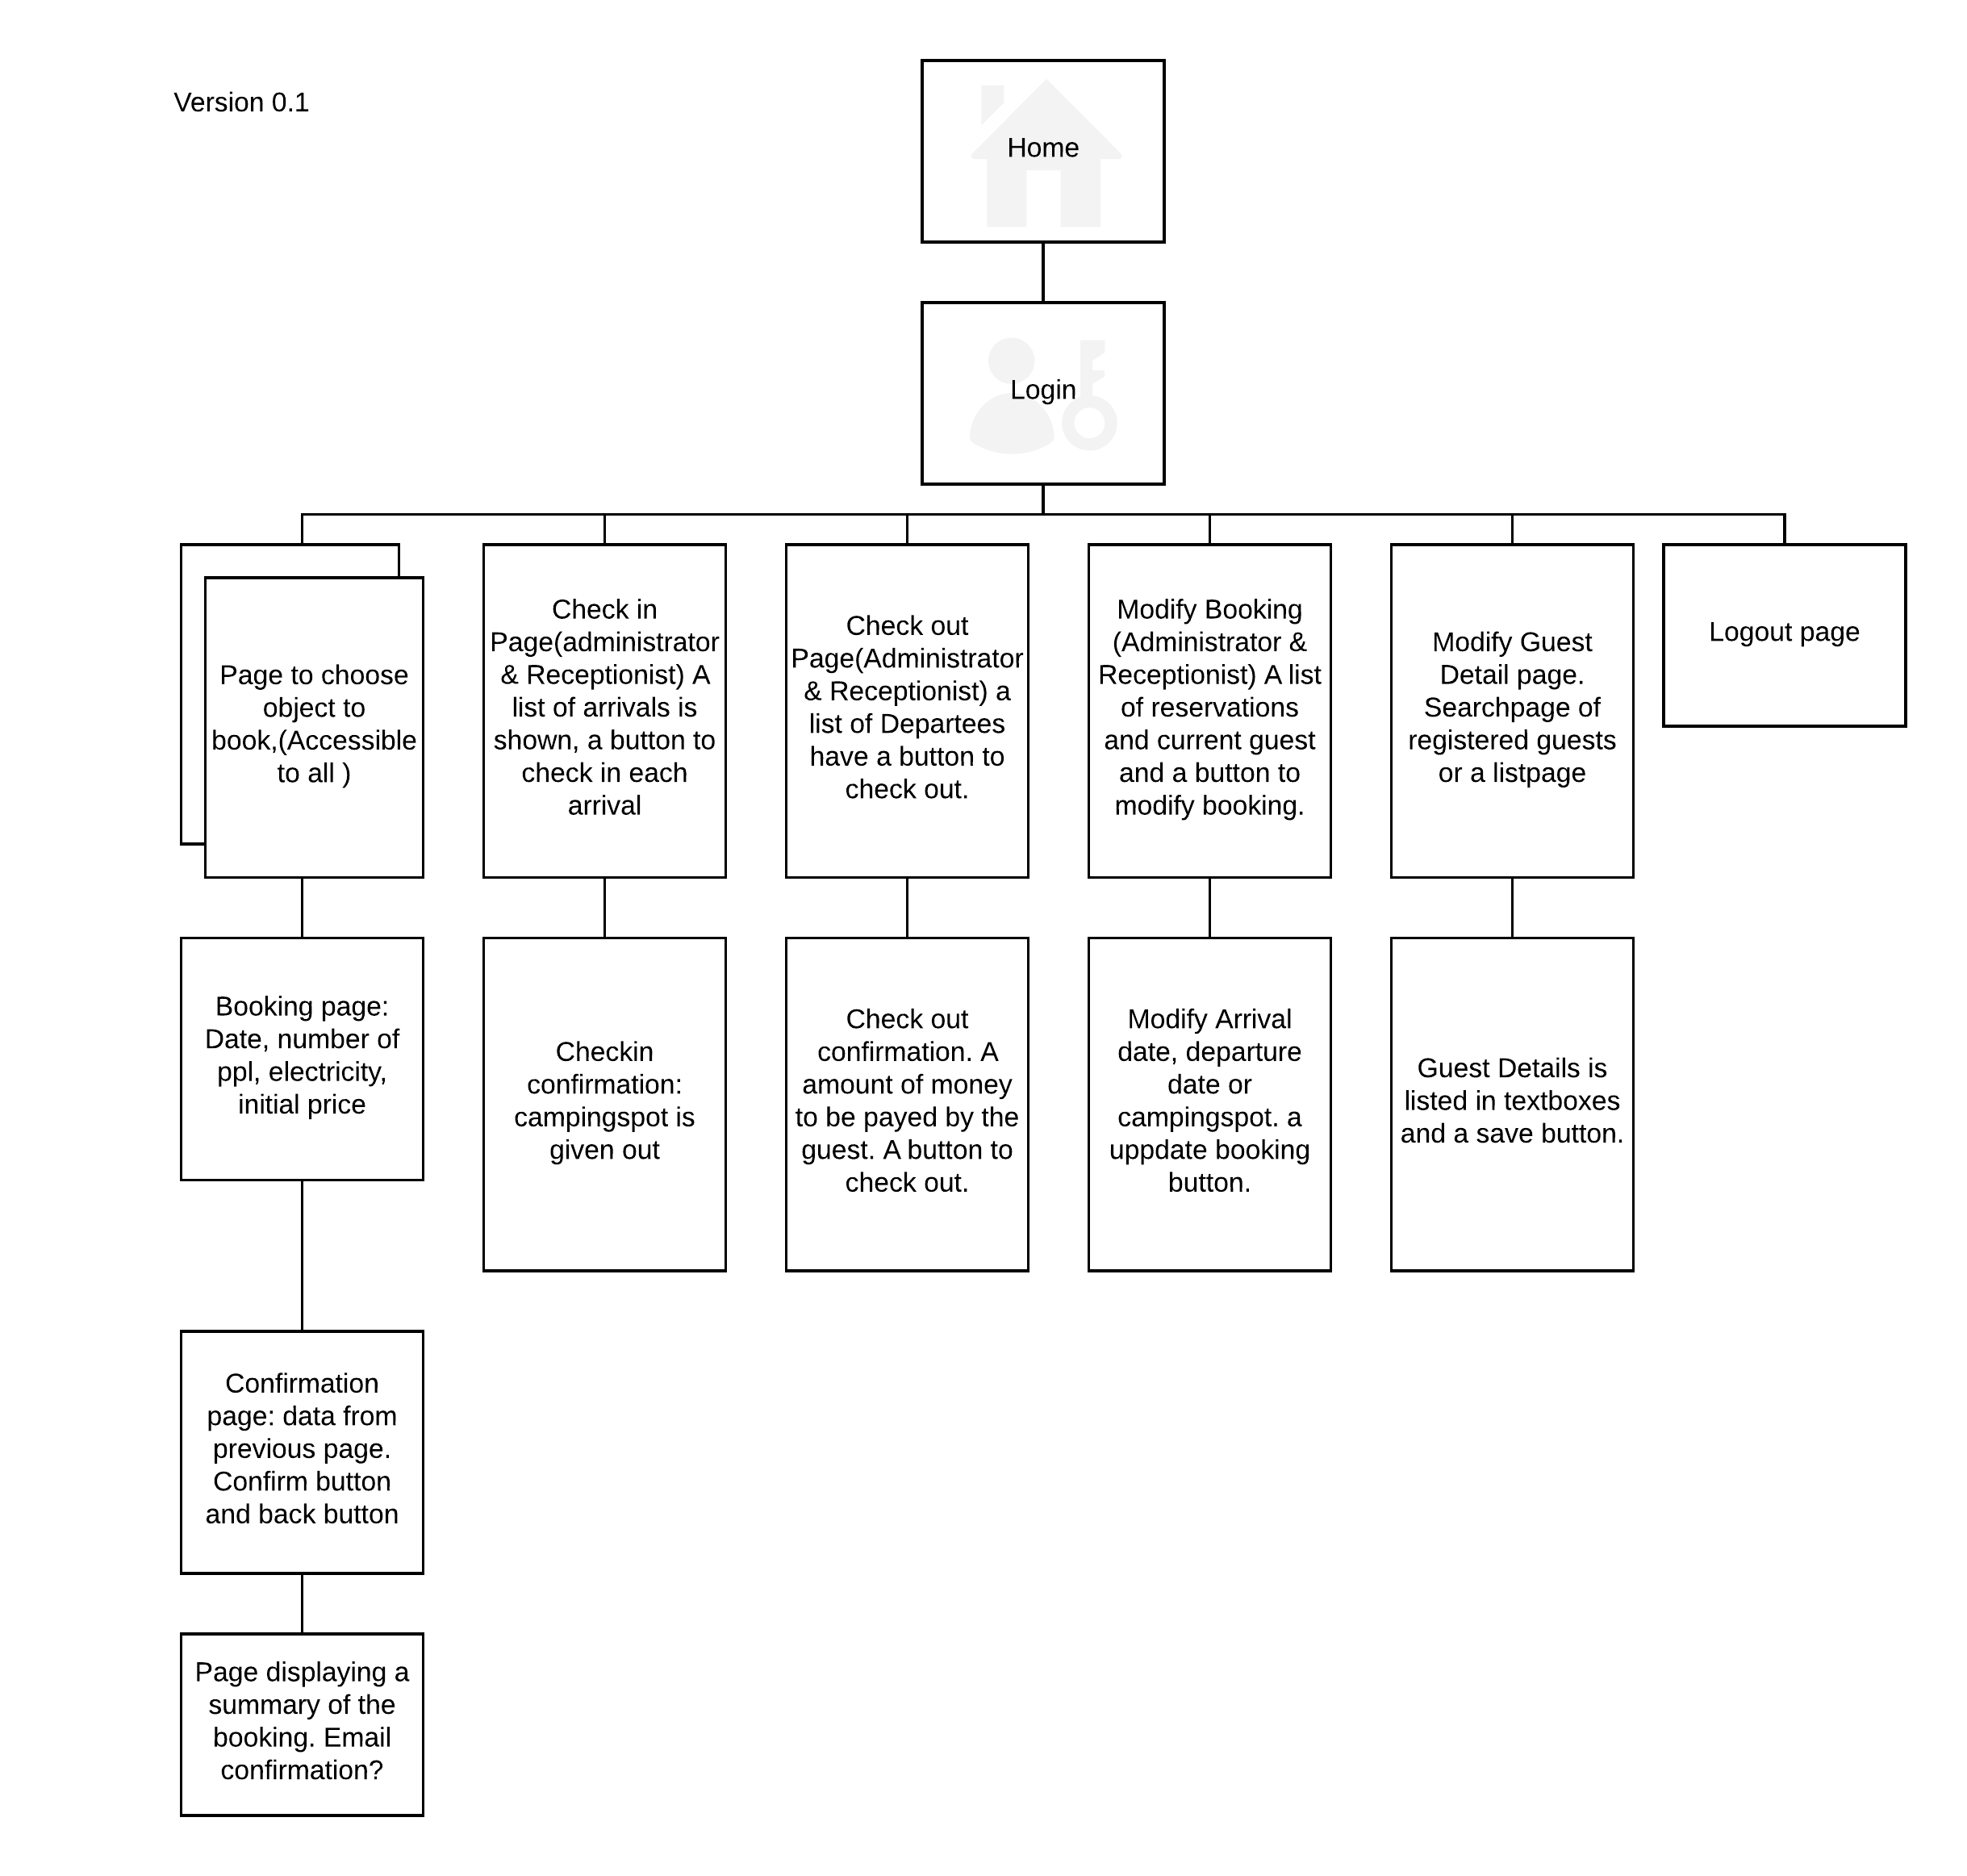 Version 0.1
Home
Login
Page to choose
object to
book,(Accessible
to all )
Check in
Page(administrator
& Receptionist) A
list of arrivals is
shown, a button to
check in each
arrival
Check out
Page(Administrator
& Receptionist) a
list of Departees
have a button to
check out.
Modify Booking
(Administrator &
Receptionist) A list
of reservations
and current guest
and a button to
modify booking.
Modify Guest
Detail page.
Searchpage of
registered guests
or a listpage
Logout page
Booking page:
Date, number of
ppl, electricity,
initial price
Checkin
confirmation:
campingspot is
given out
Check out
confirmation. A
amount of money
to be payed by the
guest. A button to
check out.
Modify Arrival
date, departure
date or
campingspot. a
uppdate booking
button.
Guest Details is
listed in textboxes
and a save button.
Confirmation
page: data from
previous page.
Confirm button
and back button
Page displaying a
summary of the
booking. Email
confirmation?